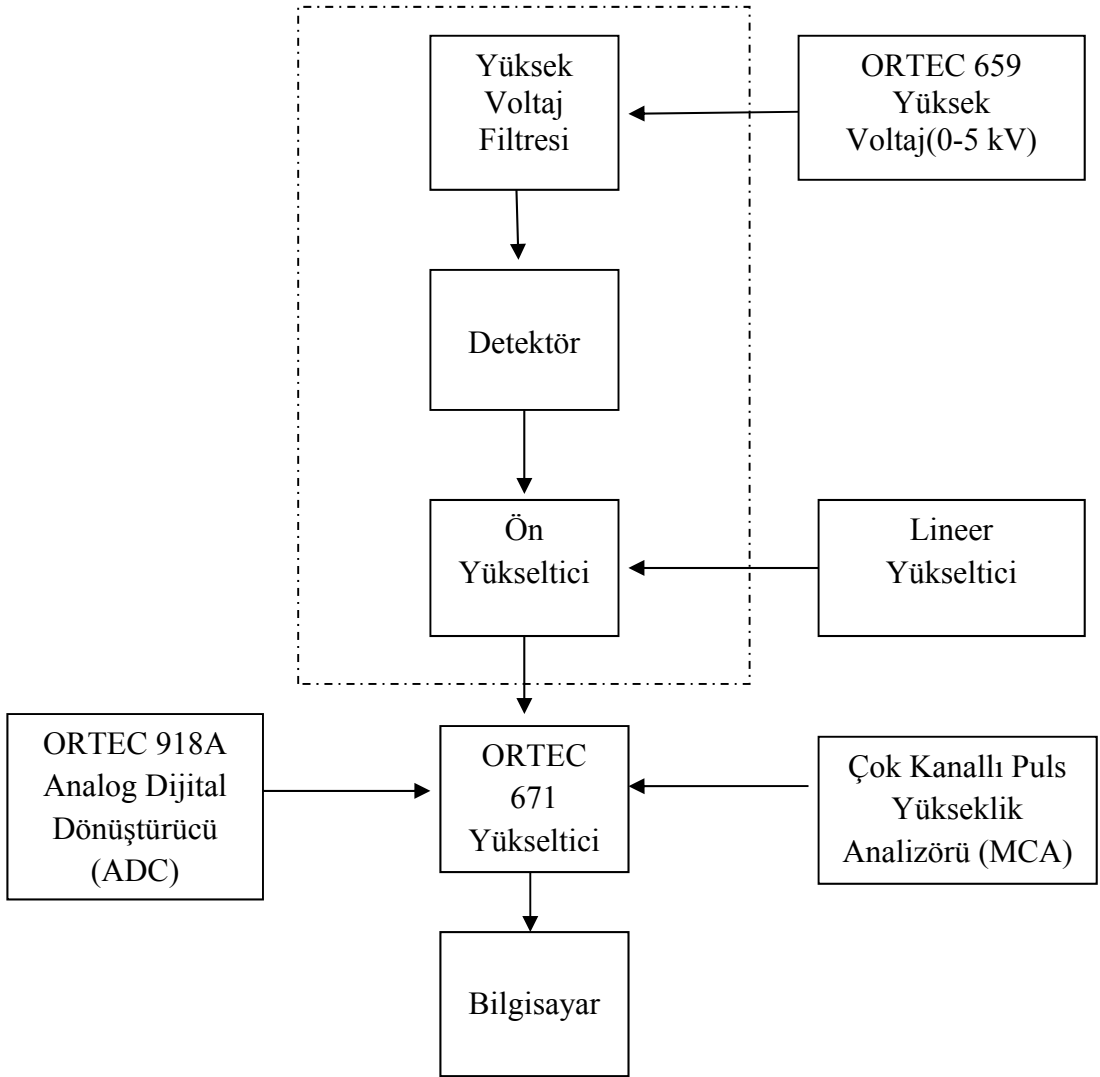 Yüksek
Voltaj
Filtresi
ORTEC 659
Yüksek
Voltaj(0-5 kV)
Detektör
Ön
Yükseltici
Lineer
Yükseltici
ORTEC 918A
Analog Dijital
Dönüştürücü
(ADC)
ORTEC
671
Yükseltici
Çok Kanallı Puls
Yükseklik
Analizörü (MCA)
Bilgisayar